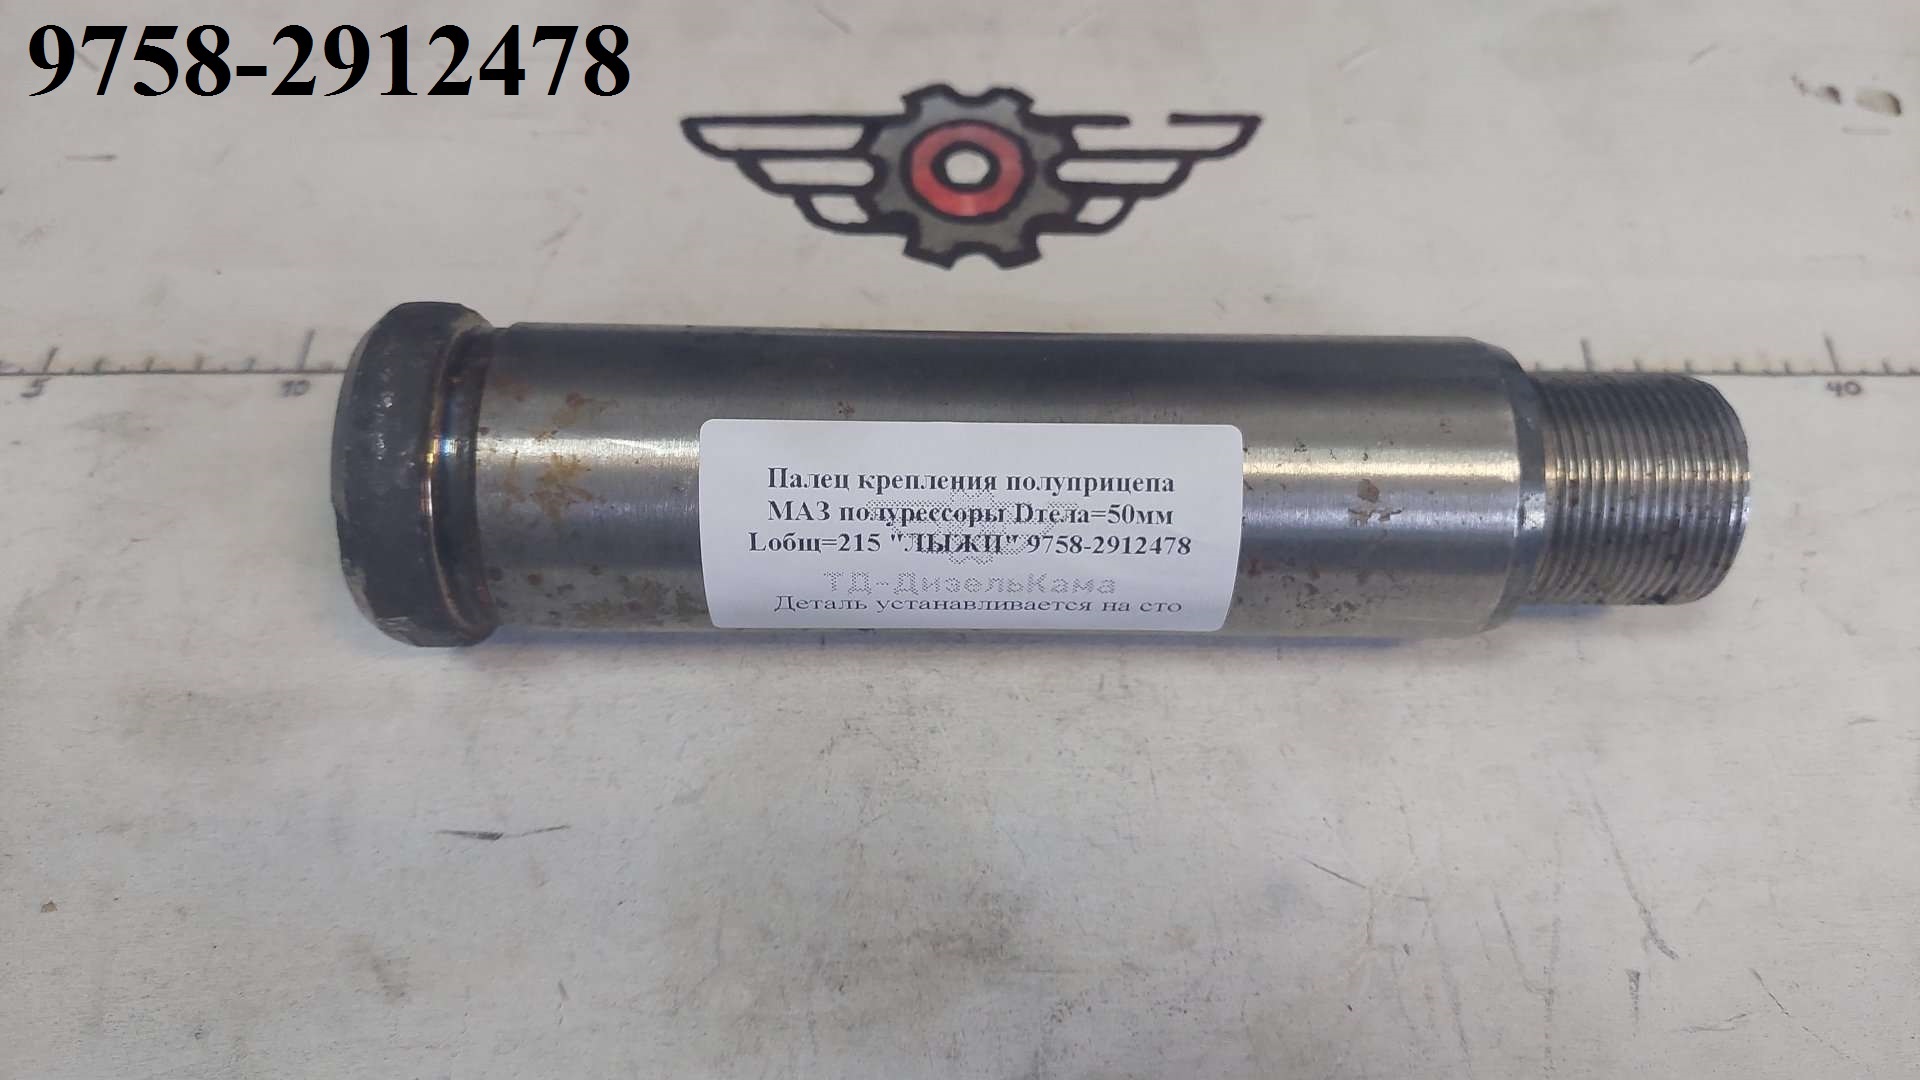 9758-2912478
5
10
40
Палец крепления полуприцепа
МАЗ полурессоры Dтела=50мм
Lобщ=215 "ЛЫЖИ" 9758-2912478
ТД-ДизельКама
Деталь устанавливается на сто